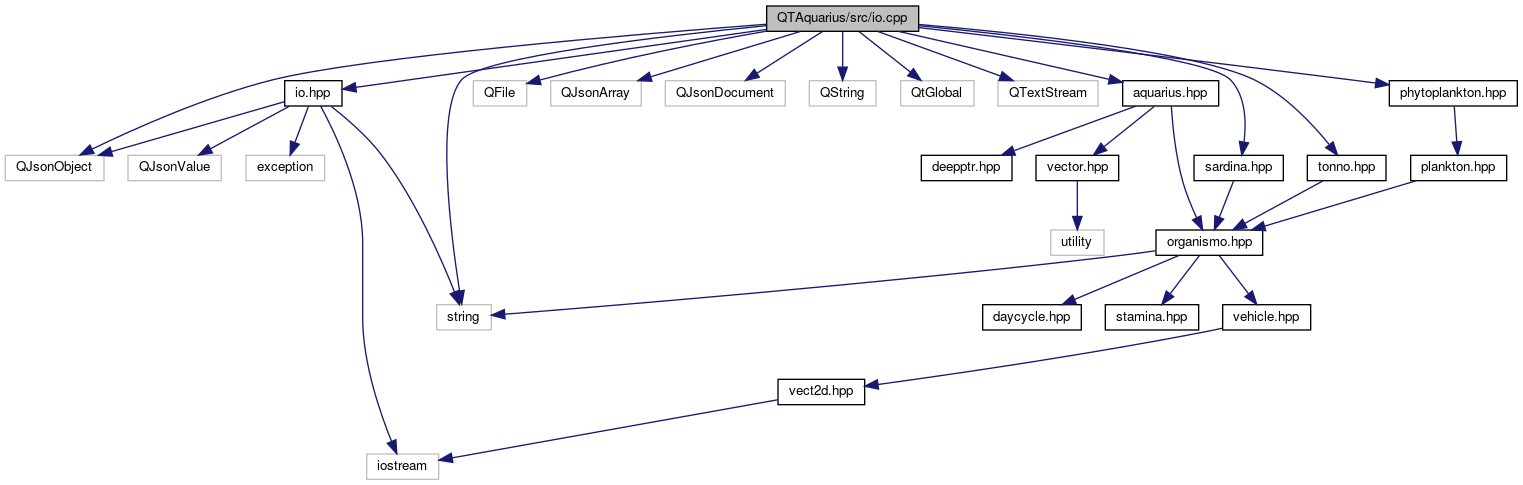 QTAquarius/src/io.cpp
io.hpp
QFile
QJsonArray
QJsonDocument
QString
QtGlobal
QTextStream
aquarius.hpp
phytoplankton.hpp
QJsonObject
QJsonValue
exception
deepptr.hpp
vector.hpp
sardina.hpp
tonno.hpp
plankton.hpp
utility
organismo.hpp
string
daycycle.hpp
stamina.hpp
vehicle.hpp
vect2d.hpp
iostream